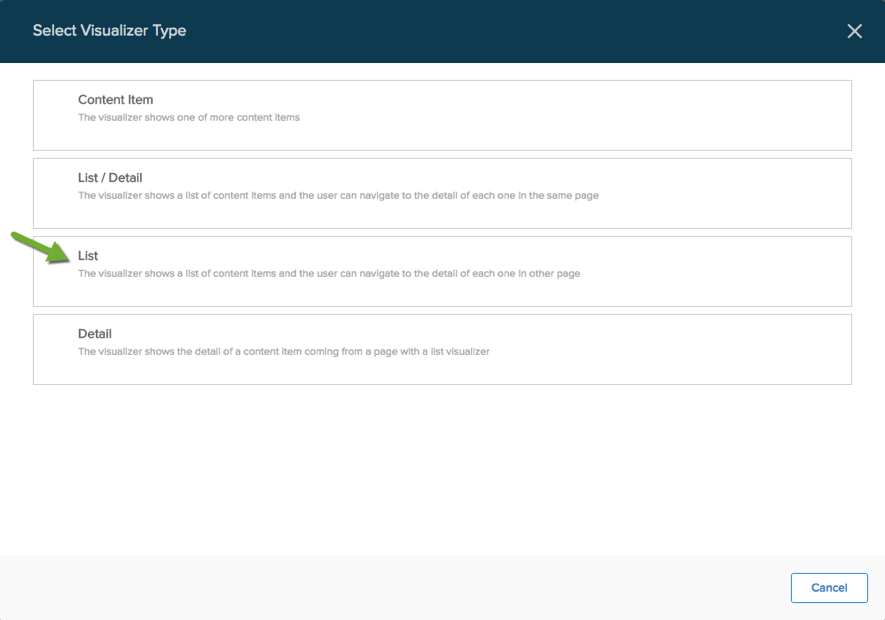 Select Visualizer Type
Content Item
The visualizer shows one of more content items
List / Detail
The visualizer shows a list of content items and the user can navigate to the detail of each one in the same page
List
The visualizer shows a list of content items and the user can navigate to the detail of each one in other page
Detail
The visualizer shows the detail of a content item coming from a page with a list visualizer
Cancel